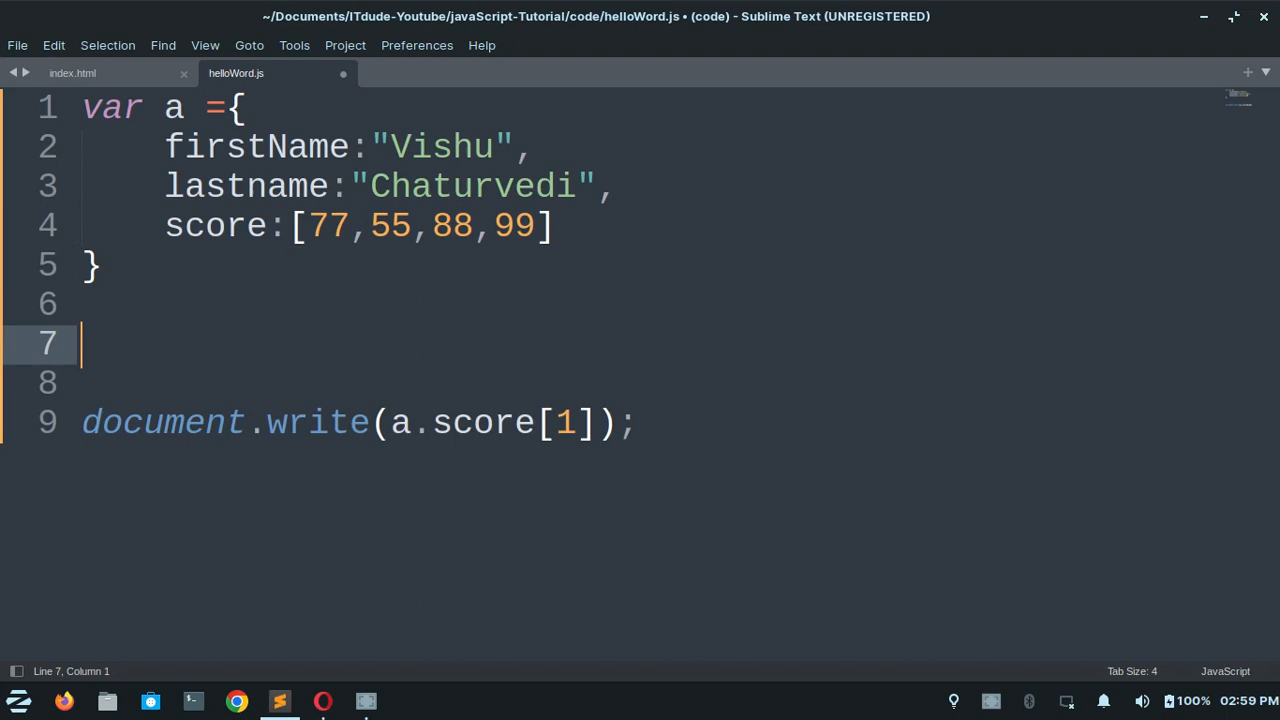 ~/Documents/ITdude-Youtube/javaScript-Tutorial/code/helloWord.js • (code) - Sublime Text (UNREGISTERED)
File Edit Selection Find View Goto Tools Project Preferences Help
index.html helloWord.js
1 var a ={
2 firstName:"Vishu",
3 lastname:"Chaturvedi",
4 score:[77,55,88,99]
5 }
6
7
8
9 document.write(a.score[1]);
Line 7, Column 1 Tab Size: 4 JavaScript
100% 02:59 PM